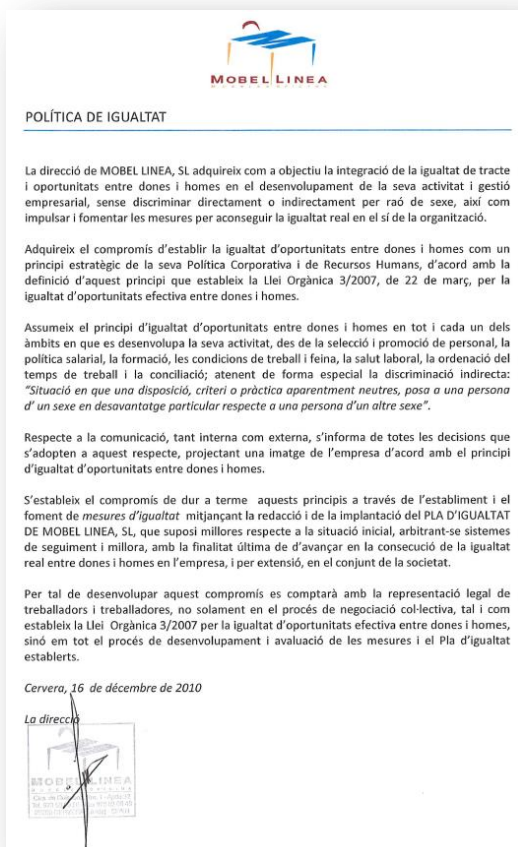 MOBEL LINEA
POLÍTICA DE IGUALTAT
La direcció de MOBEL LINEA, SL adquireix com a objectiu la integració de la igualtat de tracte
i oportunitats entre dones i homes en el desenvolupament de la seva activitat i gestió
empresarial, sense discriminar directament o indirectament per raó de sexe, així com
impulsar i fomentar les mesures per aconseguir la igualtat real en el sí de la organització.
Adquireix el compromís d'establir la igualtat d'oportunitats entre dones i homes com un
principi estratègic de la seva Política Corporativa i de Recursos Humans, d'acord amb la
definició d'aquest principi que estableix la Llei Orgànica 3/2007, de 22 de març, per la
igualtat d'oportunitats efectiva entre dones i homes.
Assumeix el principi d'igualtat d'oportunitats entre dones i homes en tot i cada un dels
àmbits en que es desenvolupa la seva activitat, des de la selecció i promoció de personal, la
política salarial, la formació, les condicions de treball i feina, la salut laboral, la ordenació del
temps de treball i la conciliació; atenent de forma especial la discriminació indirecta:
"Situació en que una disposició, criteri o pràctica aparentment neutres, posa a una persona
d' un sexe en desavantatge particular respecte a una persona d'un altre sexe".
Respecte a la comunicació, tant interna com externa, s'informa de totes les decisions que
s'adopten a aquest respecte, projectant una imatge de l'empresa d'acord amb el principi
d'igualtat d'oportunitats entre dones i homes.
S'estableix el compromís de dur a terme aquests principis a través de l'establiment i el
foment de mesures d'igualtat mitjançant la redacció i de la implantació del PLA D'IGUALTAT
DE MOBEL LINEA, SL, que suposi millores respecte a la situació inicial, arbitrant-se sistemes
de seguiment i millora, amb la finalitat última de d'avançar en la consecució de la igualtat
real entre dones i homes en l'empresa, i per extensió, en el conjunt de la societat.
Per tal de desenvolupar aquest compromís es comptarà amb la representació legal de
treballadors i treballadores, no solament en el procés de negociació col·lectiva, tal i com
estableix la Llei Orgànica 3/2007 per la igualtat d'oportunitats efectiva entre dones i homes,
sinó em tot el procés de desenvolupament i avaluació de les mesures i el Pla d'igualtat
establerts.
Cervera, 16 de décembre de 2010
La direcció
MOBEL LINEA